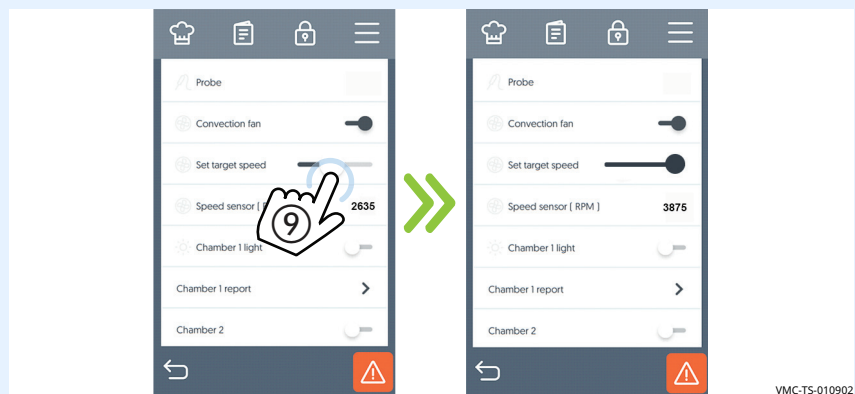 Probe
Convection fan
Set target speed
Speed sensor (
2635
9
Chamber 1 light
Chamber 1 report
Chamber 2
Probe
Convection fan
Set target speed
Speed sensor ( RPM )
3875
Chamber 1 light
Chamber 1 report
Chamber 2
VMC-TS-010902